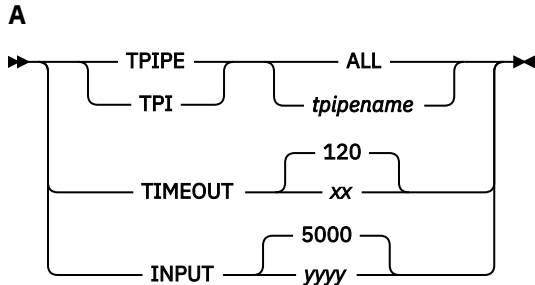 A
TPIPE ALL
TPI tpipename
120
TIMEOUT xx
5000
INPUT yyyy